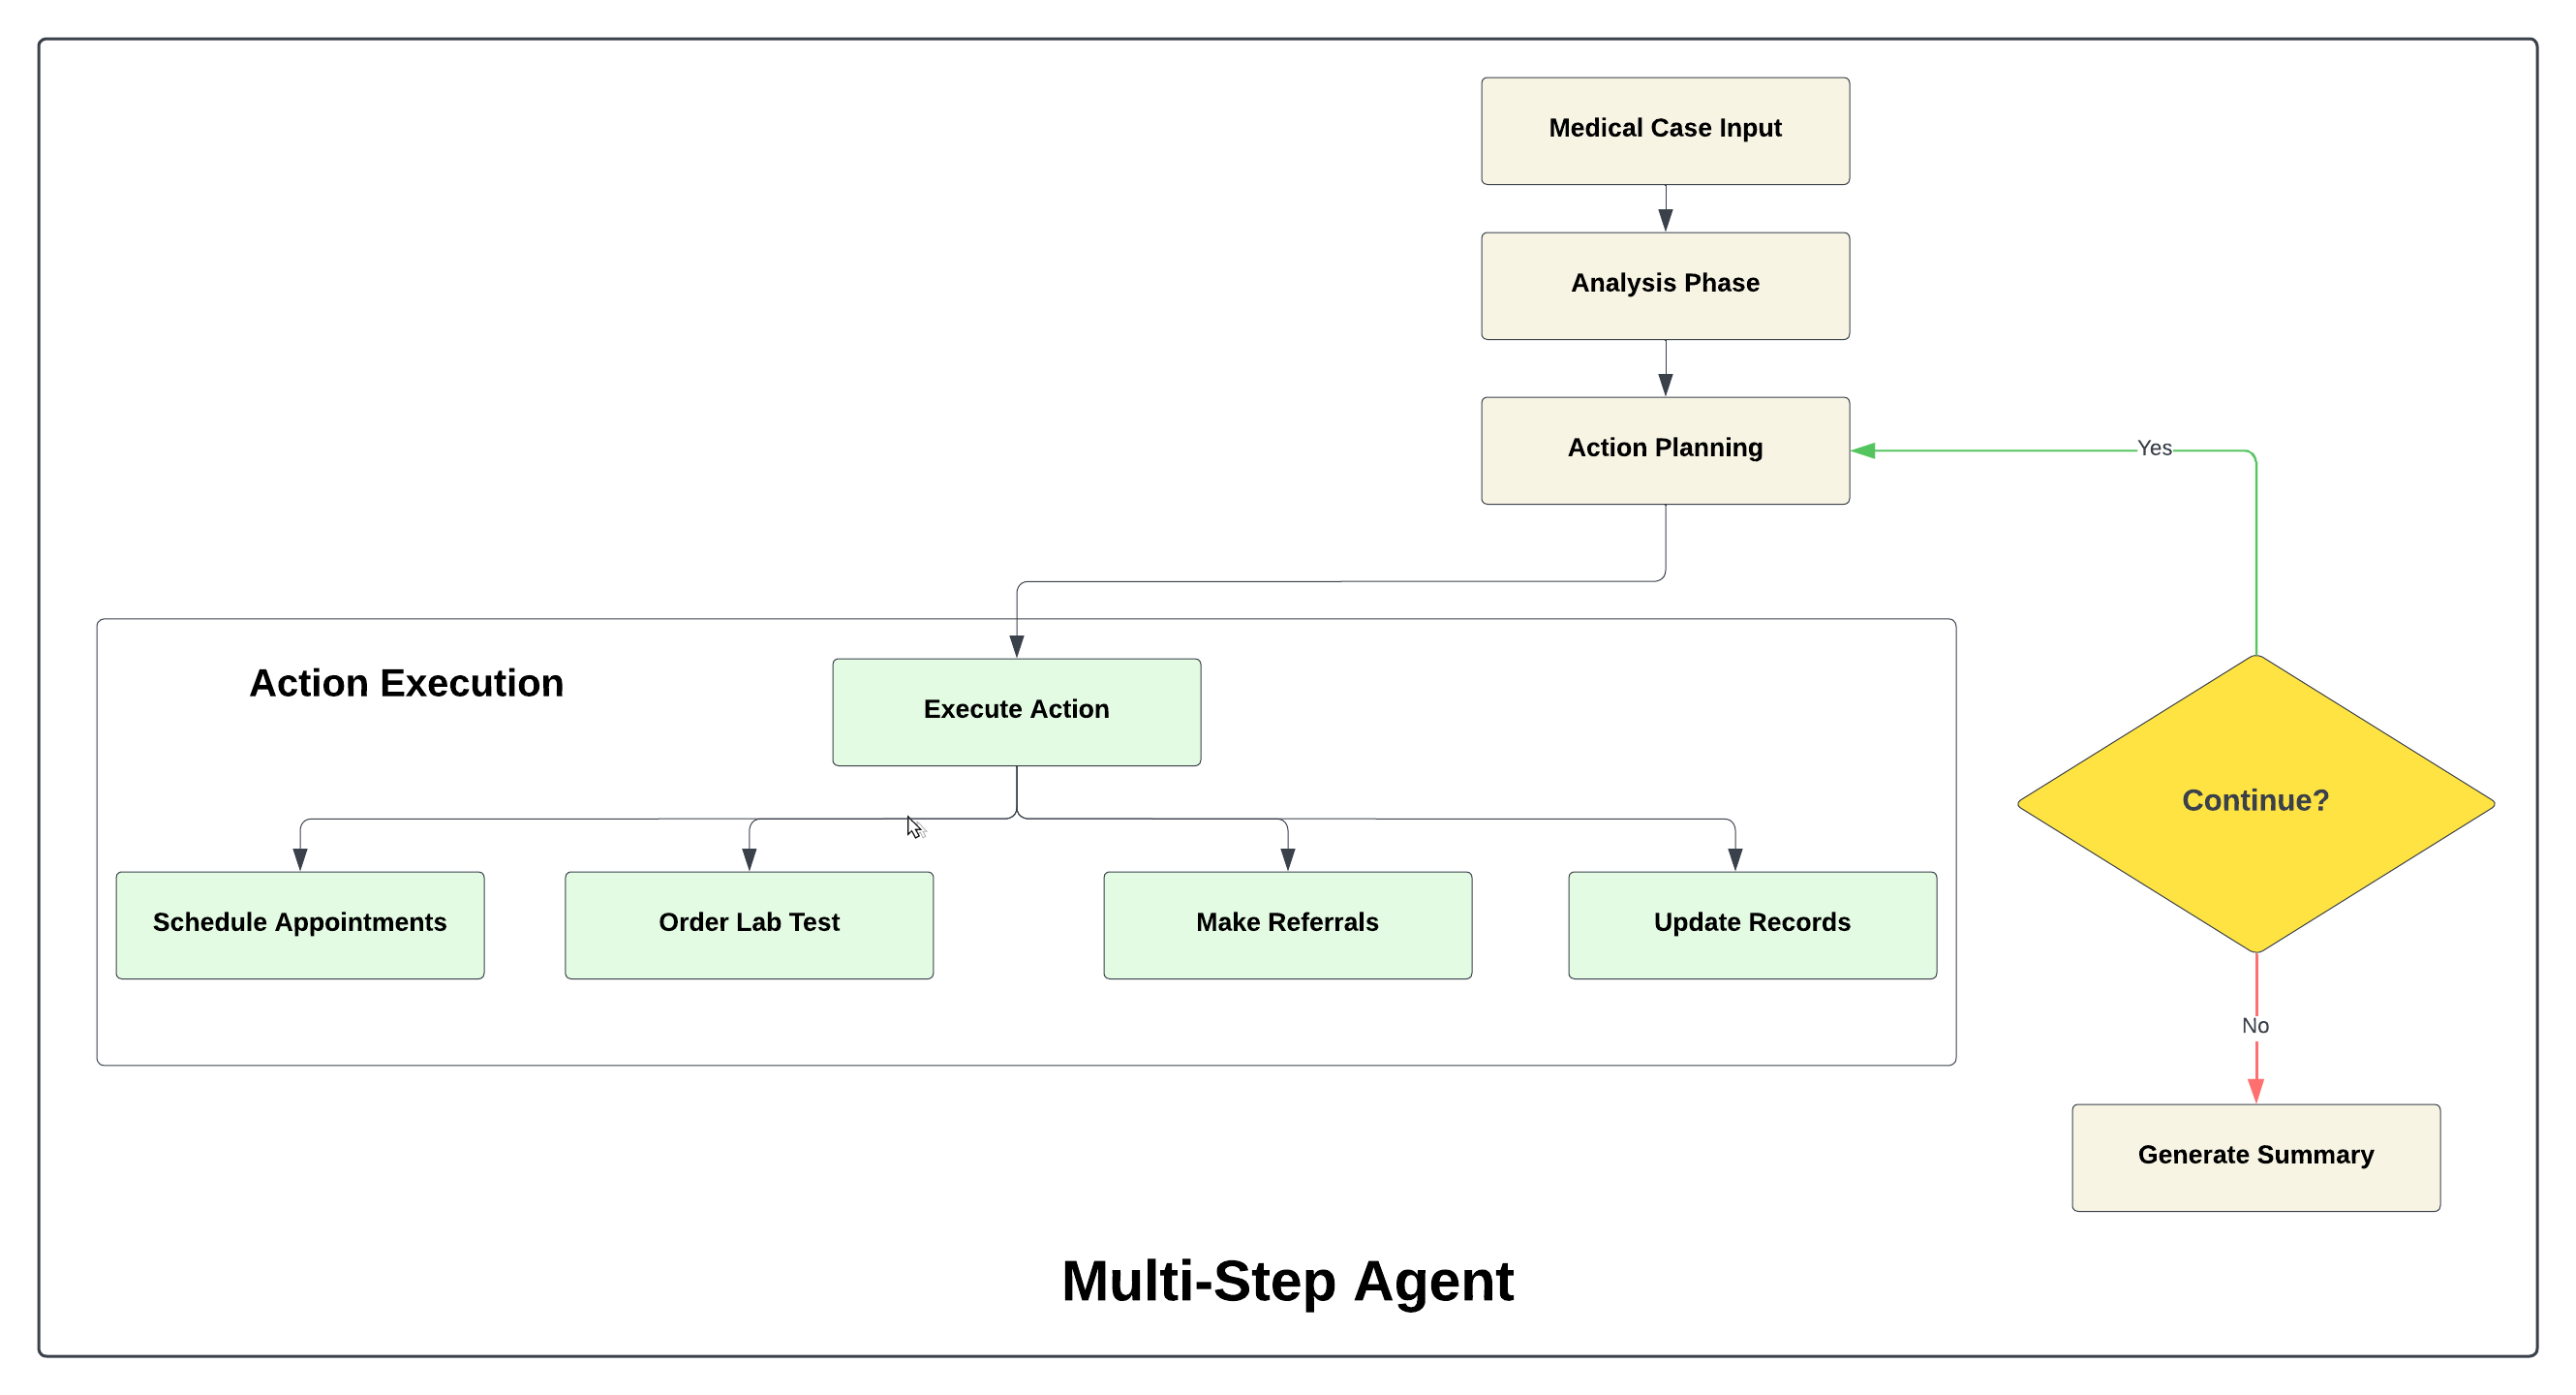 Medical Case Input
Analysis Phase
Action Planning
Yes
Action Execution
Execute Action
Continue?
Schedule Appointments
Order Lab Test
Make Referrals
Update Records
No
Generate Summary
Multi-Step Agent